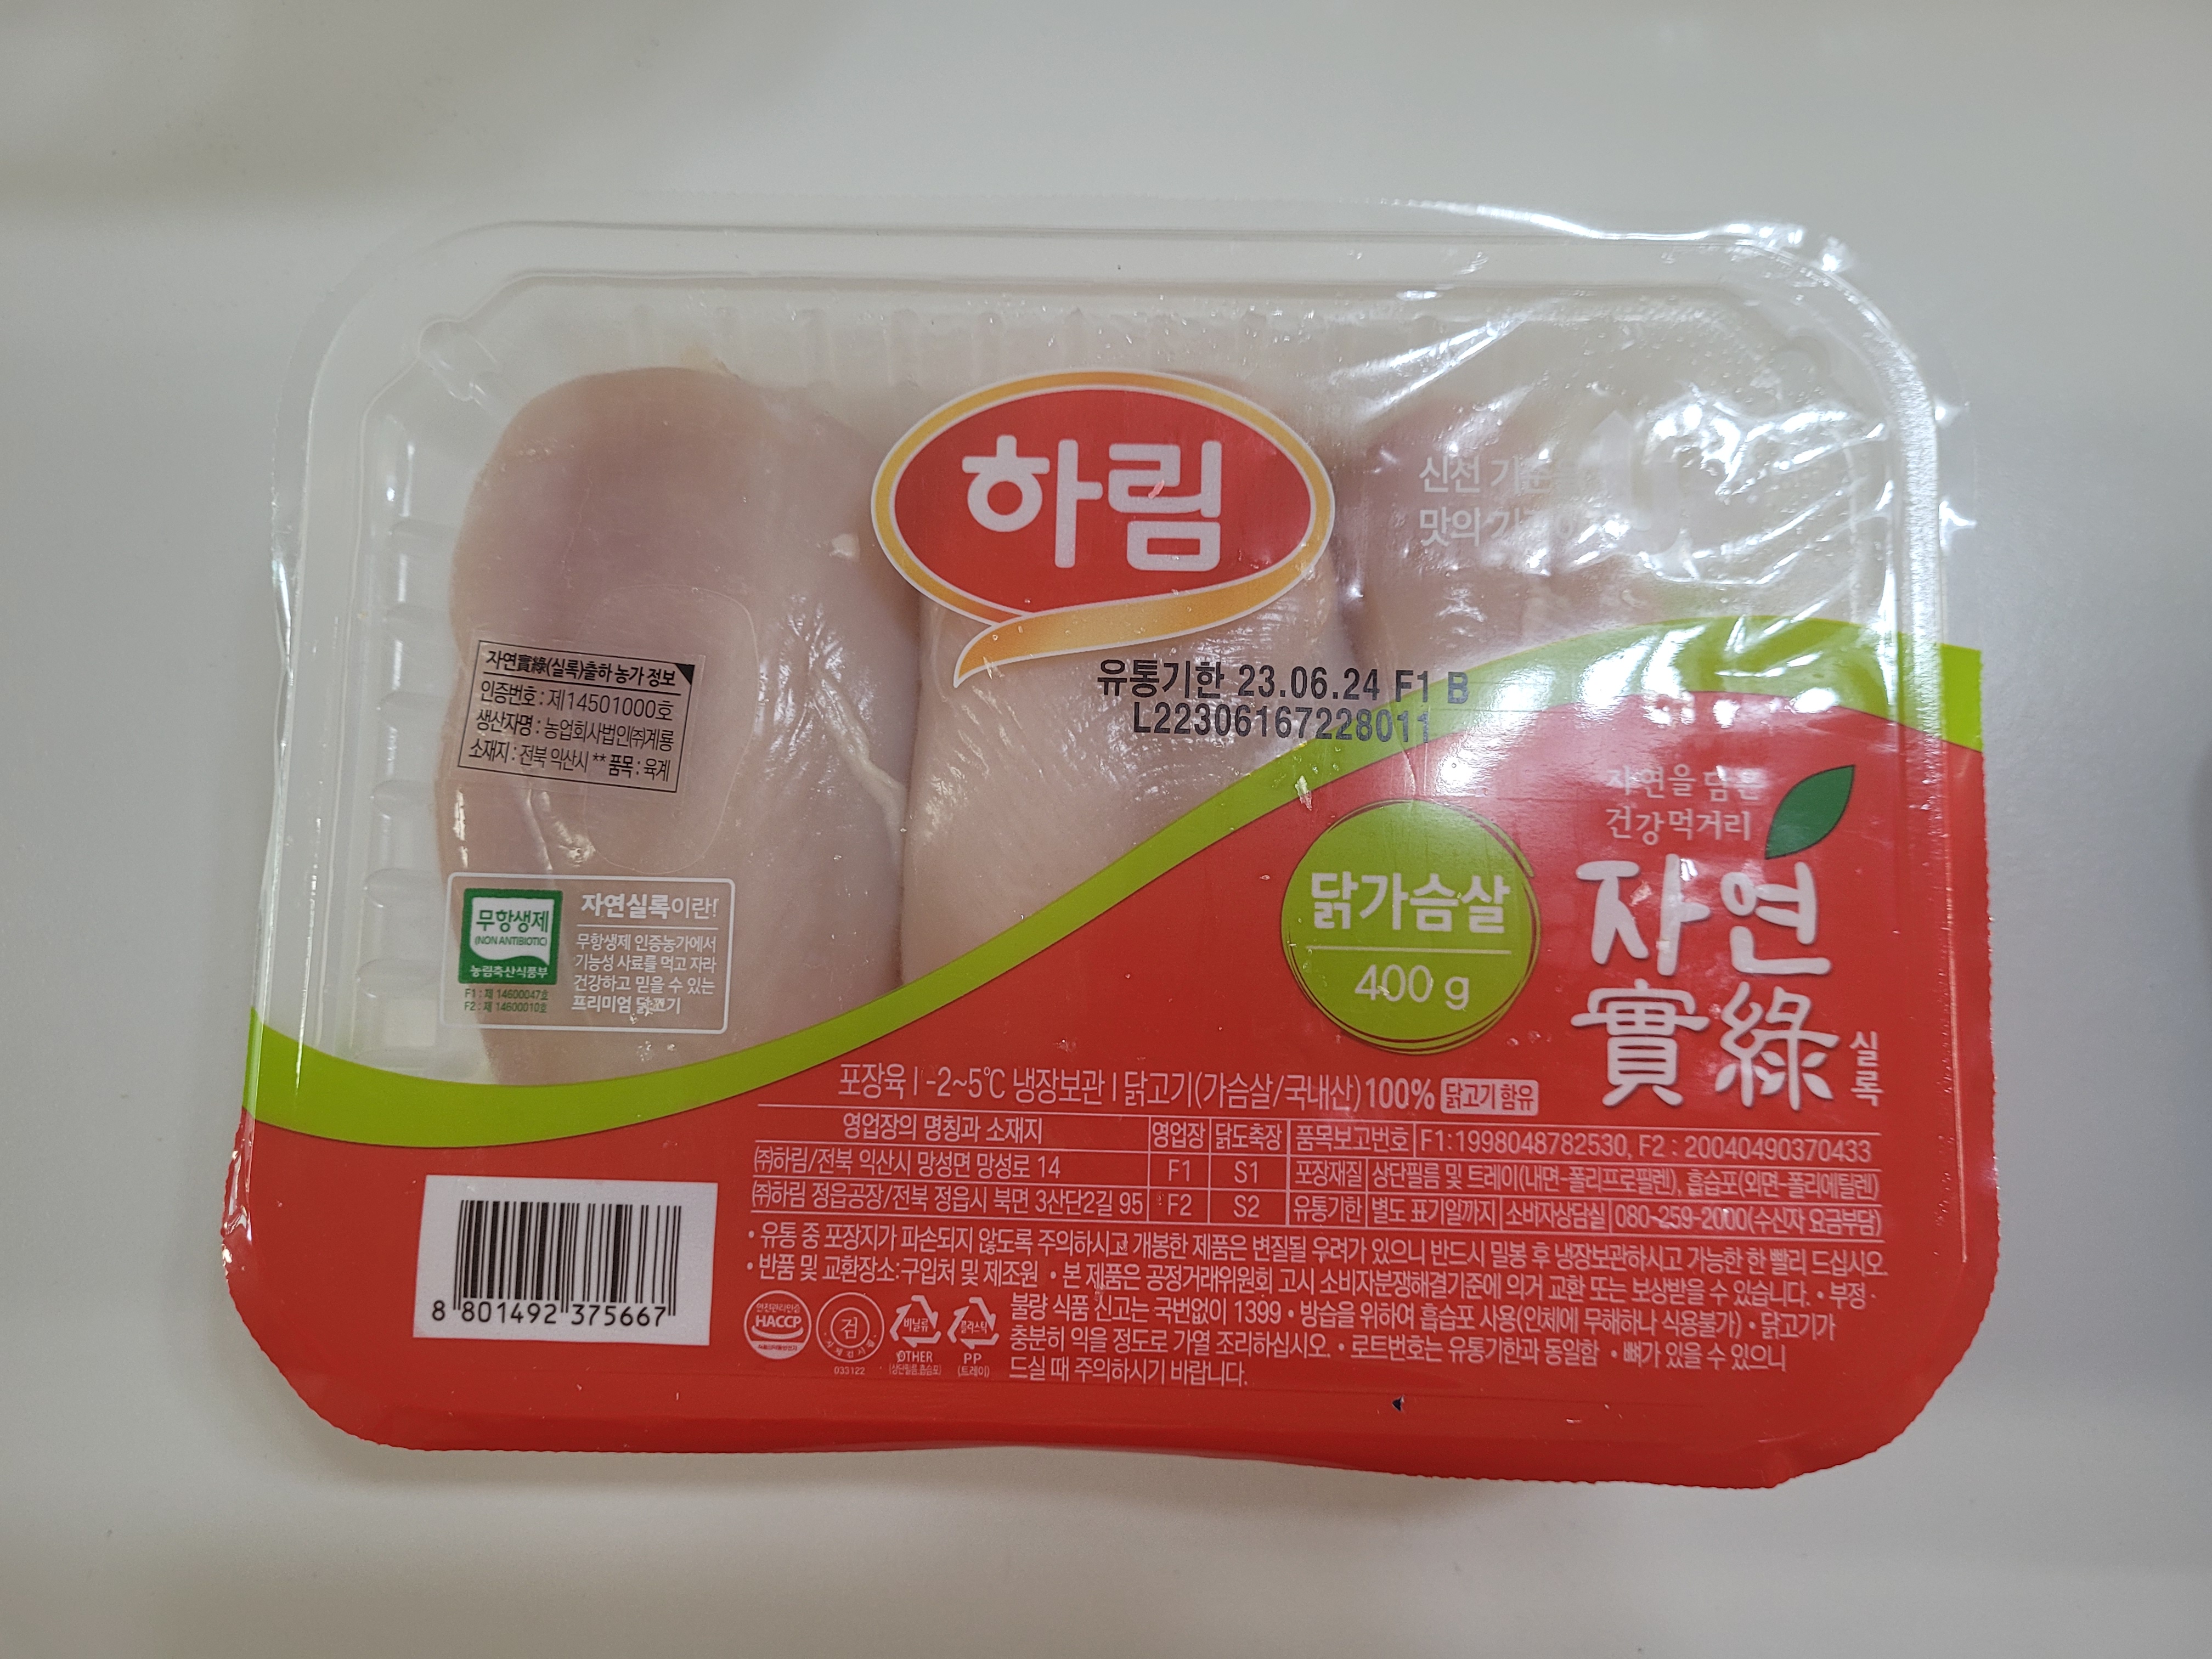 하림
신선
맛의
자연實綠(실록)출하 농가 정보
인증번호 : 제14501000호
생산자명 : 농업회사법인㈜계롱
소재지 : 전북 익산시 ** 품목 : 육계
유통기한 23.06.24 F1 B
L22306167228011
자연을 담은
건강먹거리
자연
實綠
실록
닭가슴살
400 g
무항생제
(NON ANTIBIOTIC)
농림축산식품부
F1 : 제 14600047호
F2 : 제 14600010호
자연실록이란!
무항생제 인증농가에서
기능성 사료를 먹고 자라
건강하고 믿을 수 있는
프리미엄 닭고기
포장육 | -2~5℃ 냉장보관 | 닭고기(가슴살/국내산)100% 닭고기 함유
영업장의 명칭과 소재지 영업장 닭도축장 품목보고번호 F1:1998048782530, F2 : 20040490370433
㈜하림/전북 익산시 망성면 망성로 14 F1 S1 포장재질 상단필름 및 트레이(내면-폴리프로필렌), 흡습포(외면-폴리에틸렌)
㈜하림 정읍공장/전북 정읍시 북면 3산단2길 95 F2 S2 유통기한 별도 표기일까지 소비자상담실 080-259-2000(수신자 요금부담)
• 유통 중 포장지가 파손되지 않도록 주의하시고 개봉한 제품은 변질될 우려가 있으니 반드시 밀봉 후 냉장보관하시고 가능한 한 빨리 드십시오.
• 반품 및 교환장소:구입처 및 제조원 • 본 제품은 공정거래위원회 고시 소비자분쟁해결기준에 의거 교환 또는 보상받을 수 있습니다. • 부정·
불량 식품 신고는 국번없이 1399 • 방습을 위하여 흡습포 사용(인체에 무해하나 식용불가) • 닭고기가
충분히 익을 정도로 가열 조리하십시오. • 로트번호는 유통기한과 동일함 • 뼈가 있을 수 있으니
드실 때 주의하시기 바랍니다.
안전관리인증
HACCP
검
033122
비닐류
OTHER
(상단필름,흡습포)
플라스틱
PP
(트레이)
8 801492 375667